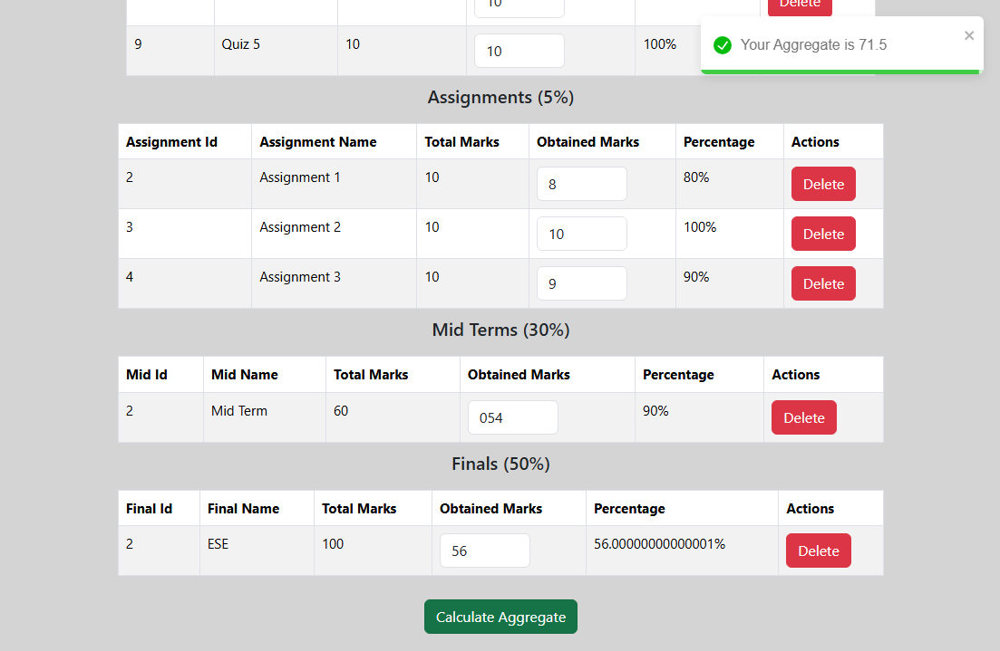 10 Delete
9 Quiz 5 10 10 100%
Your Aggregate is 71.5
Assignments (5%)
Assignment Id Assignment Name Total Marks Obtained Marks Percentage Actions
2 Assignment 1 10 8 80% Delete
3 Assignment 2 10 10 100% Delete
4 Assignment 3 10 9 90% Delete
Mid Terms (30%)
Mid Id Mid Name Total Marks Obtained Marks Percentage Actions
2 Mid Term 60 054 90% Delete
Finals (50%)
Final Id Final Name Total Marks Obtained Marks Percentage Actions
2 ESE 100 56 56.00000000000001% Delete
Calculate Aggregate